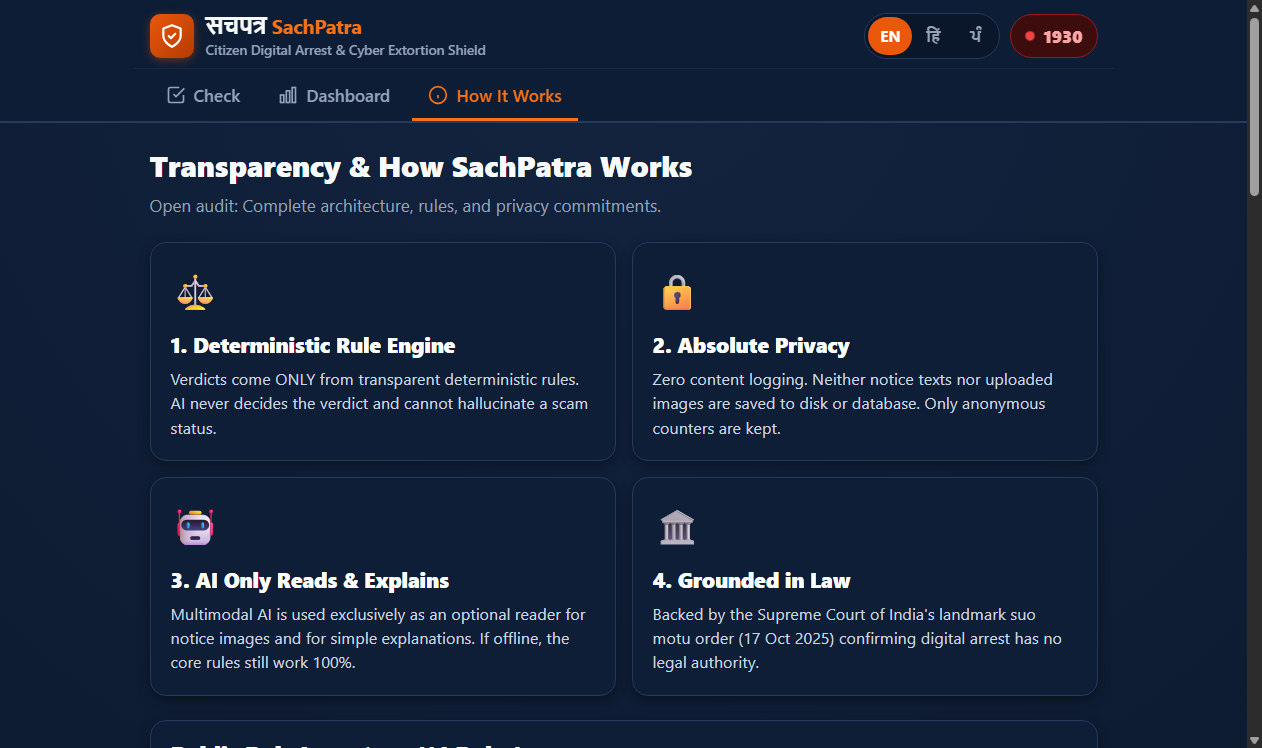 सचपत्र SachPatra
Citizen Digital Arrest & Cyber Extortion Shield
EN हिं ਪੰ 1930
Check Dashboard How It Works
Transparency & How SachPatra Works
Open audit: Complete architecture, rules, and privacy commitments.
1. Deterministic Rule Engine
Verdicts come ONLY from transparent deterministic rules.
AI never decides the verdict and cannot hallucinate a scam
status.
2. Absolute Privacy
Zero content logging. Neither notice texts nor uploaded
images are saved to disk or database. Only anonymous
counters are kept.
3. AI Only Reads & Explains
Multimodal AI is used exclusively as an optional reader for
notice images and for simple explanations. If offline, the
core rules still work 100%.
4. Grounded in Law
Backed by the Supreme Court of India's landmark suo
motu order (17 Oct 2025) confirming digital arrest has no
legal authority.